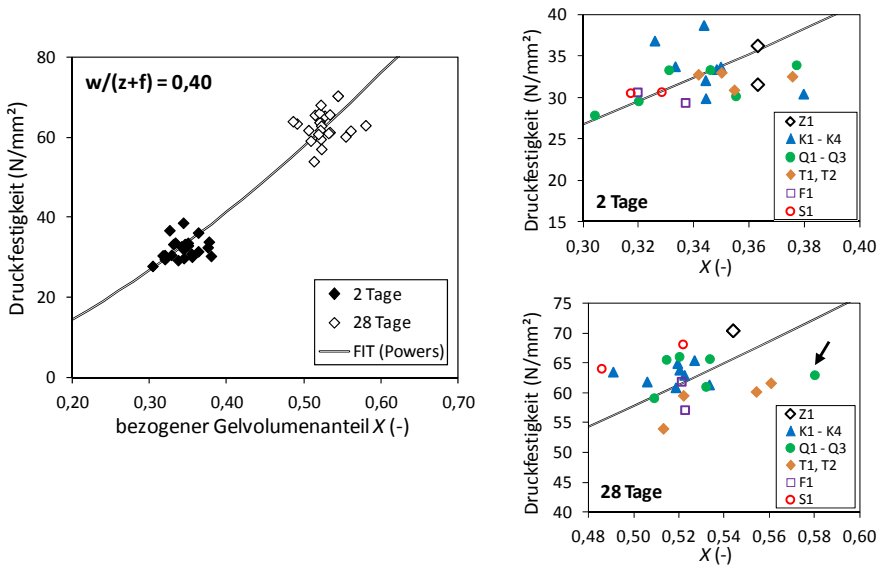 Druckfestigkeit (N/mm²)
80
60
40
20
0
w/(z+f) = 0,40
2 Tage
28 Tage
FIT (Powers)
0,20 0,30 0,40 0,50 0,60 0,70
bezogener Gelvolumenanteil X (-)
Druckfestigkeit (N/mm²)
40
35
30
25
20
15
Z1
K1 - K4
Q1 - Q3
T1, T2
F1
S1
2 Tage
0,30 0,32 0,34 0,36 0,38 0,40
X (-)
Druckfestigkeit (N/mm²)
75
70
65
60
55
50
45
40
Z1
K1 - K4
Q1 - Q3
T1, T2
F1
S1
28 Tage
0,48 0,50 0,52 0,54 0,56 0,58 0,60
X (-)